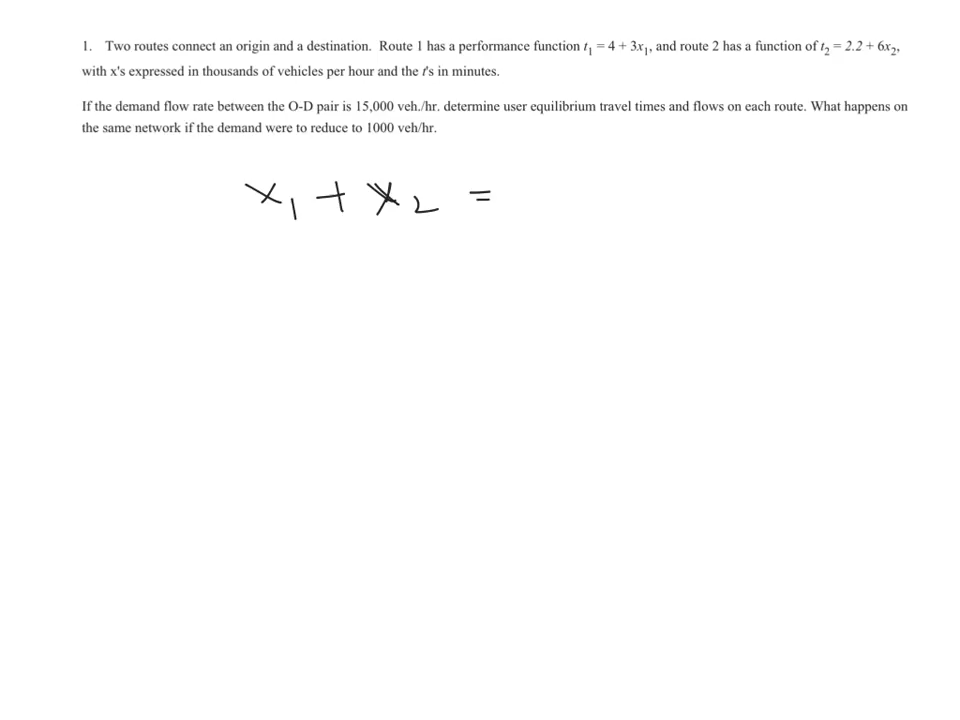 1. Two routes connect an origin and a destination. Route 1 has a performance function t₁ = 4 + 3x₁, and route 2 has a function of t₂ = 2.2 + 6x₂,
with x's expressed in thousands of vehicles per hour and the t's in minutes.
If the demand flow rate between the O-D pair is 15,000 veh./hr. determine user equilibrium travel times and flows on each route. What happens on
the same network if the demand were to reduce to 1000 veh/hr.
x₁ + x₂ =